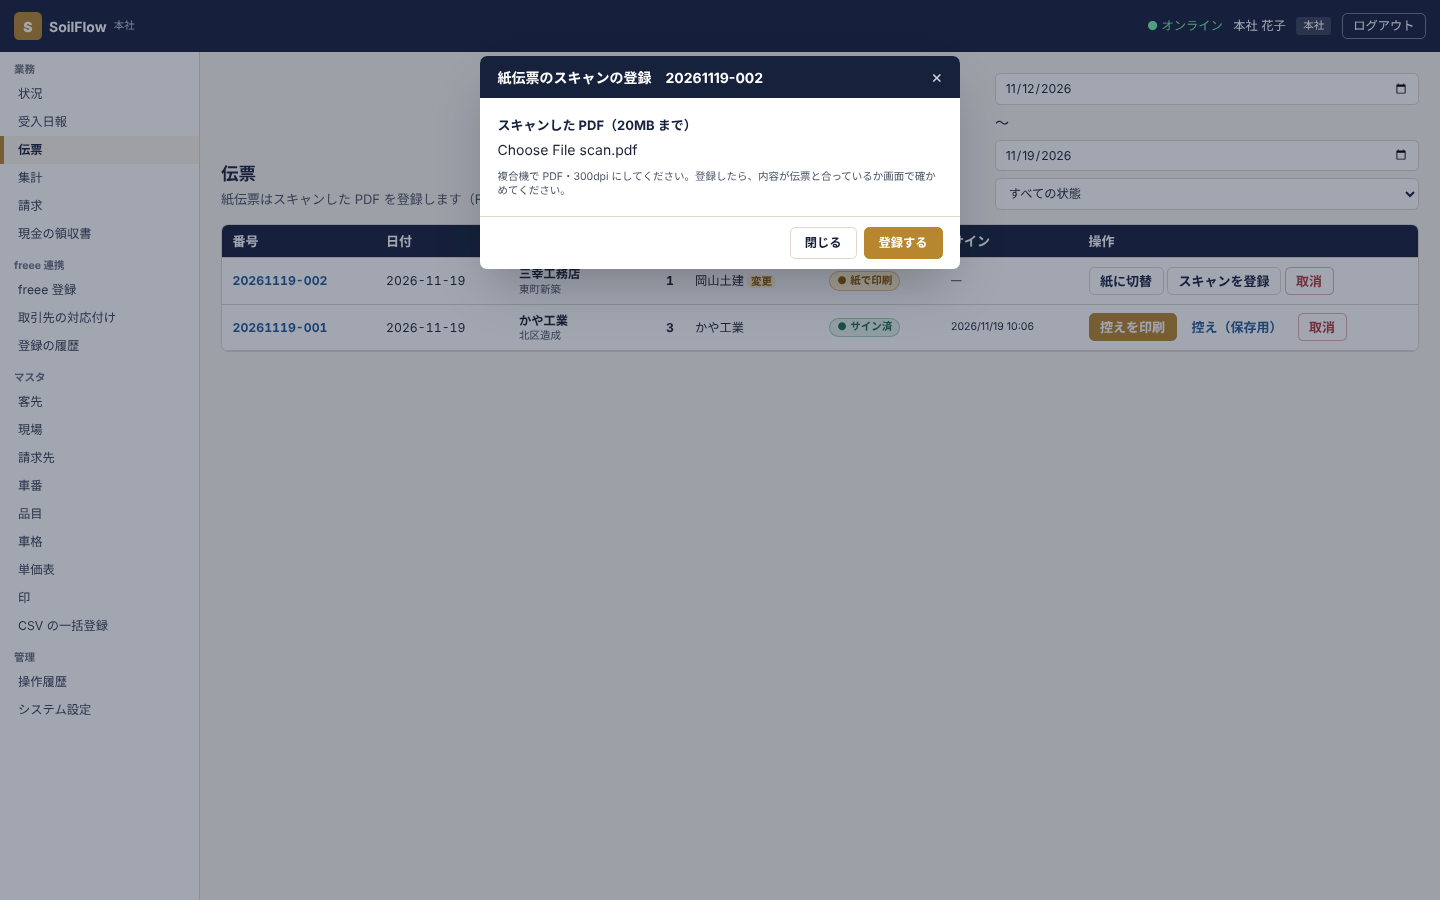 S SoilFlow 本社
オンライン 本社 花子 本社 ログアウト
業務
状況
受入日報
伝票
集計
請求
現金の領収書
freee 連携
freee 登録
取引先の対応付け
登録の履歴
マスタ
客先
現場
請求先
車番
品目
車格
単価表
印
CSV の一括登録
管理
操作履歴
システム設定
紙伝票のスキャンの登録 20261119-002 ×
スキャンした PDF（20MB まで）
Choose File scan.pdf
複合機で PDF・300dpi にしてください。登録したら、内容が伝票と合っているか画面で確か
めてください。
閉じる 登録する
伝票
紙伝票はスキャンした PDF を登録します
11/12/2026
～
11/19/2026
すべての状態
番号 日付 イン 操作
20261119-002 2026-11-19 三幸工務店 1 岡山土建 変更 紙で印刷 — 紙に切替 スキャンを登録 取消
東町新築
20261119-001 2026-11-19 かや工業 3 かや工業 サイン済 2026/11/19 10:06 控えを印刷 控え（保存用） 取消
北区造成